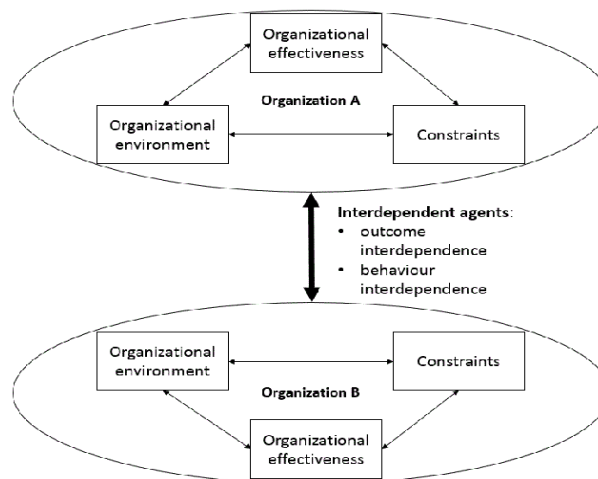 Organizational
effectiveness
Organization A
Organizational
environment
Constraints
Interdependent agents:
• outcome
interdependence
• behaviour
interdependence
Organizational
environment
Constraints
Organization B
Organizational
effectiveness